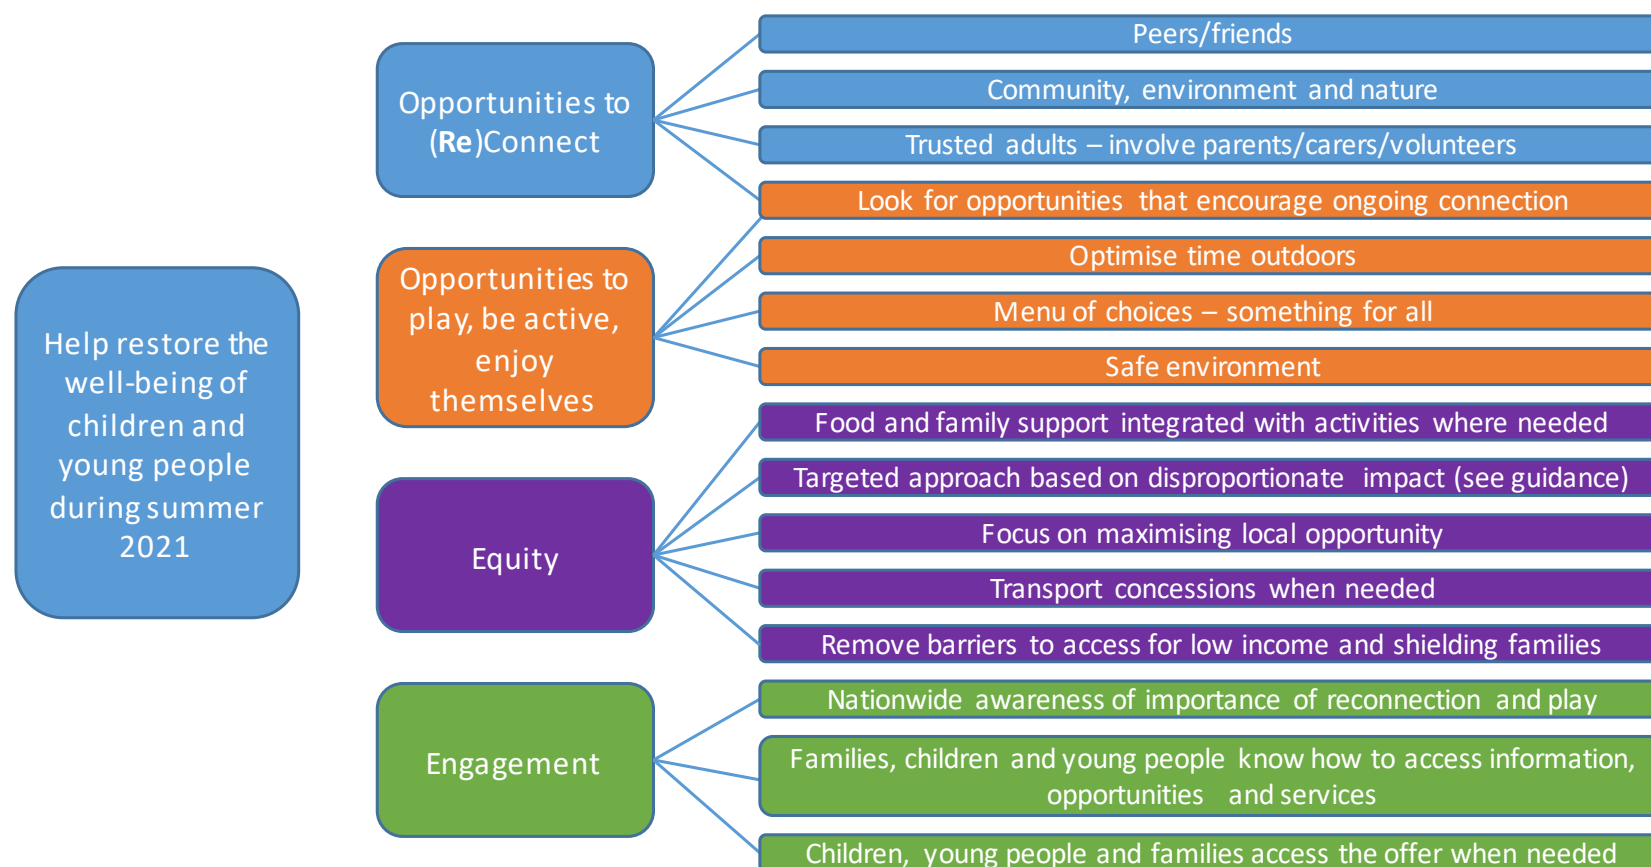 Help restore the
well-being of
children and
young people
during summer
2021
Opportunities to
(Re)Connect
Peers/friends
Community, environment and nature
Trusted adults – involve parents/carers/volunteers
Look for opportunities that encourage ongoing connection
Opportunities to
play, be active,
enjoy
themselves
Optimise time outdoors
Menu of choices – something for all
Safe environment
Equity
Food and family support integrated with activities where needed
Targeted approach based on disproportionate impact (see guidance)
Focus on maximising local opportunity
Transport concessions when needed
Remove barriers to access for low income and shielding families
Engagement
Nationwide awareness of importance of reconnection and play
Families, children and young people know how to access information,
opportunities and services
Children, young people and families access the offer when needed